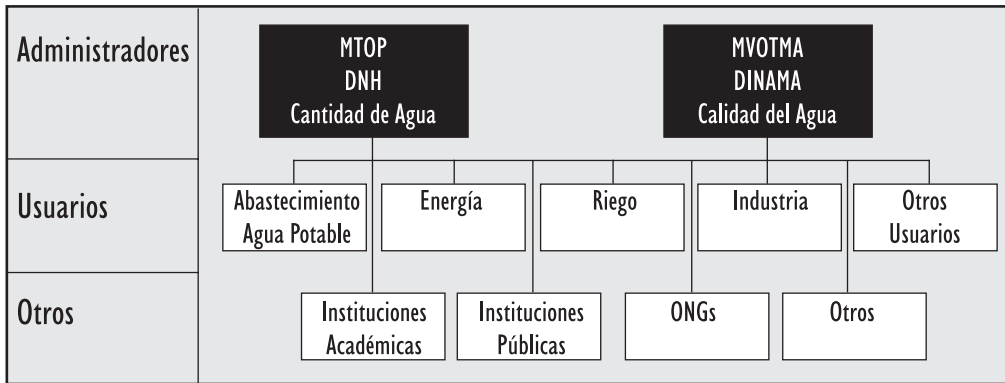 Administradores
MTOP
DNH
Cantidad de Agua
MVOTMA
DINAMA
Calidad del Agua
Usuarios
Abastecimiento
Agua Potable
Energía
Riego
Industria
Otros
Usuarios
Otros
Instituciones
Académicas
Instituciones
Públicas
ONGs
Otros